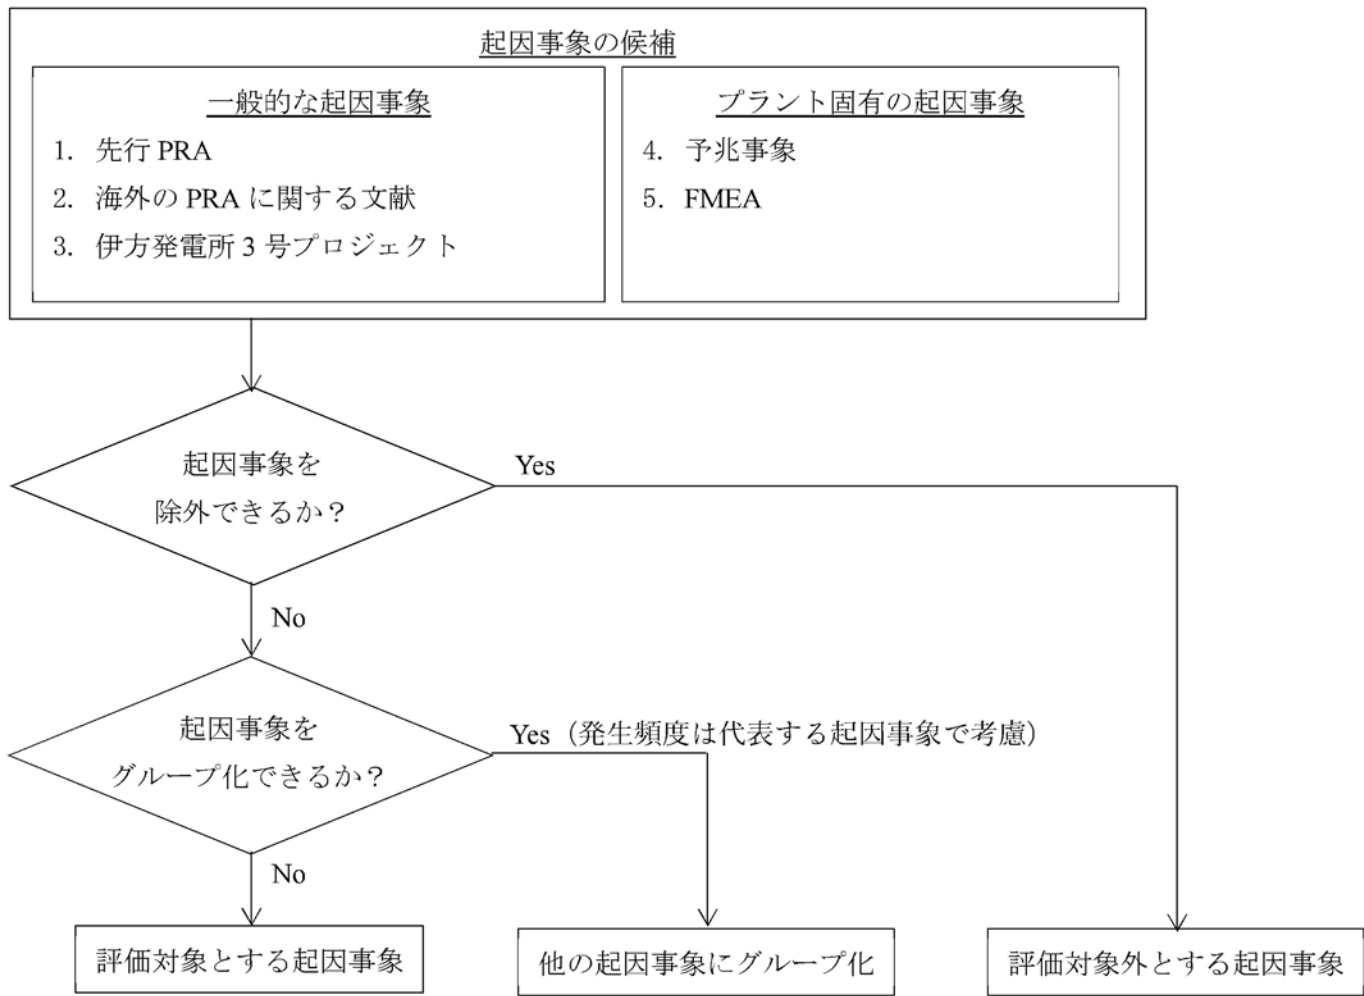 起因事象の候補
一般的な起因事象
1. 先行 PRA
2. 海外の PRA に関する文献
3. 伊方発電所 3 号プロジェクト
プラント固有の起因事象
4. 予兆事象
5. FMEA
起因事象を
除外できるか？
Yes
No
起因事象を
グループ化できるか？
Yes（発生頻度は代表する起因事象で考慮）
No
評価対象とする起因事象
他の起因事象にグループ化
評価対象外とする起因事象